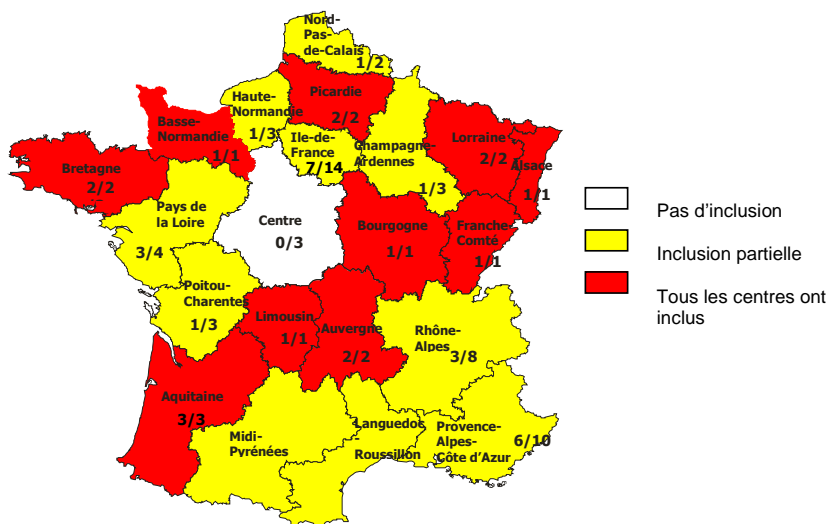 Nord-
Pas-
de-Calais
1/2
Picardie
2/2
Haute-
Normandie
1/3
Basse-
Normandie
1/1
Ile-de-
France
7/14
Champagne-
Ardennes
1/3
Lorraine
2/2
Alsace
1/1
Bretagne
2/2
Pays de
la Loire
3/4
Centre
0/3
Bourgogne
1/1
Franche-
Comté
1/1
Poitou-
Charentes
1/3
Limousin
1/1
Auvergne
2/2
Rhône-
Alpes
3/8
Aquitaine
3/3
Midi-
Pyrénées
Languedoc
Roussillon
Provence-
Alpes-
Côte d'Azur
6/10
Pas d'inclusion
Inclusion partielle
Tous les centres ont
inclus